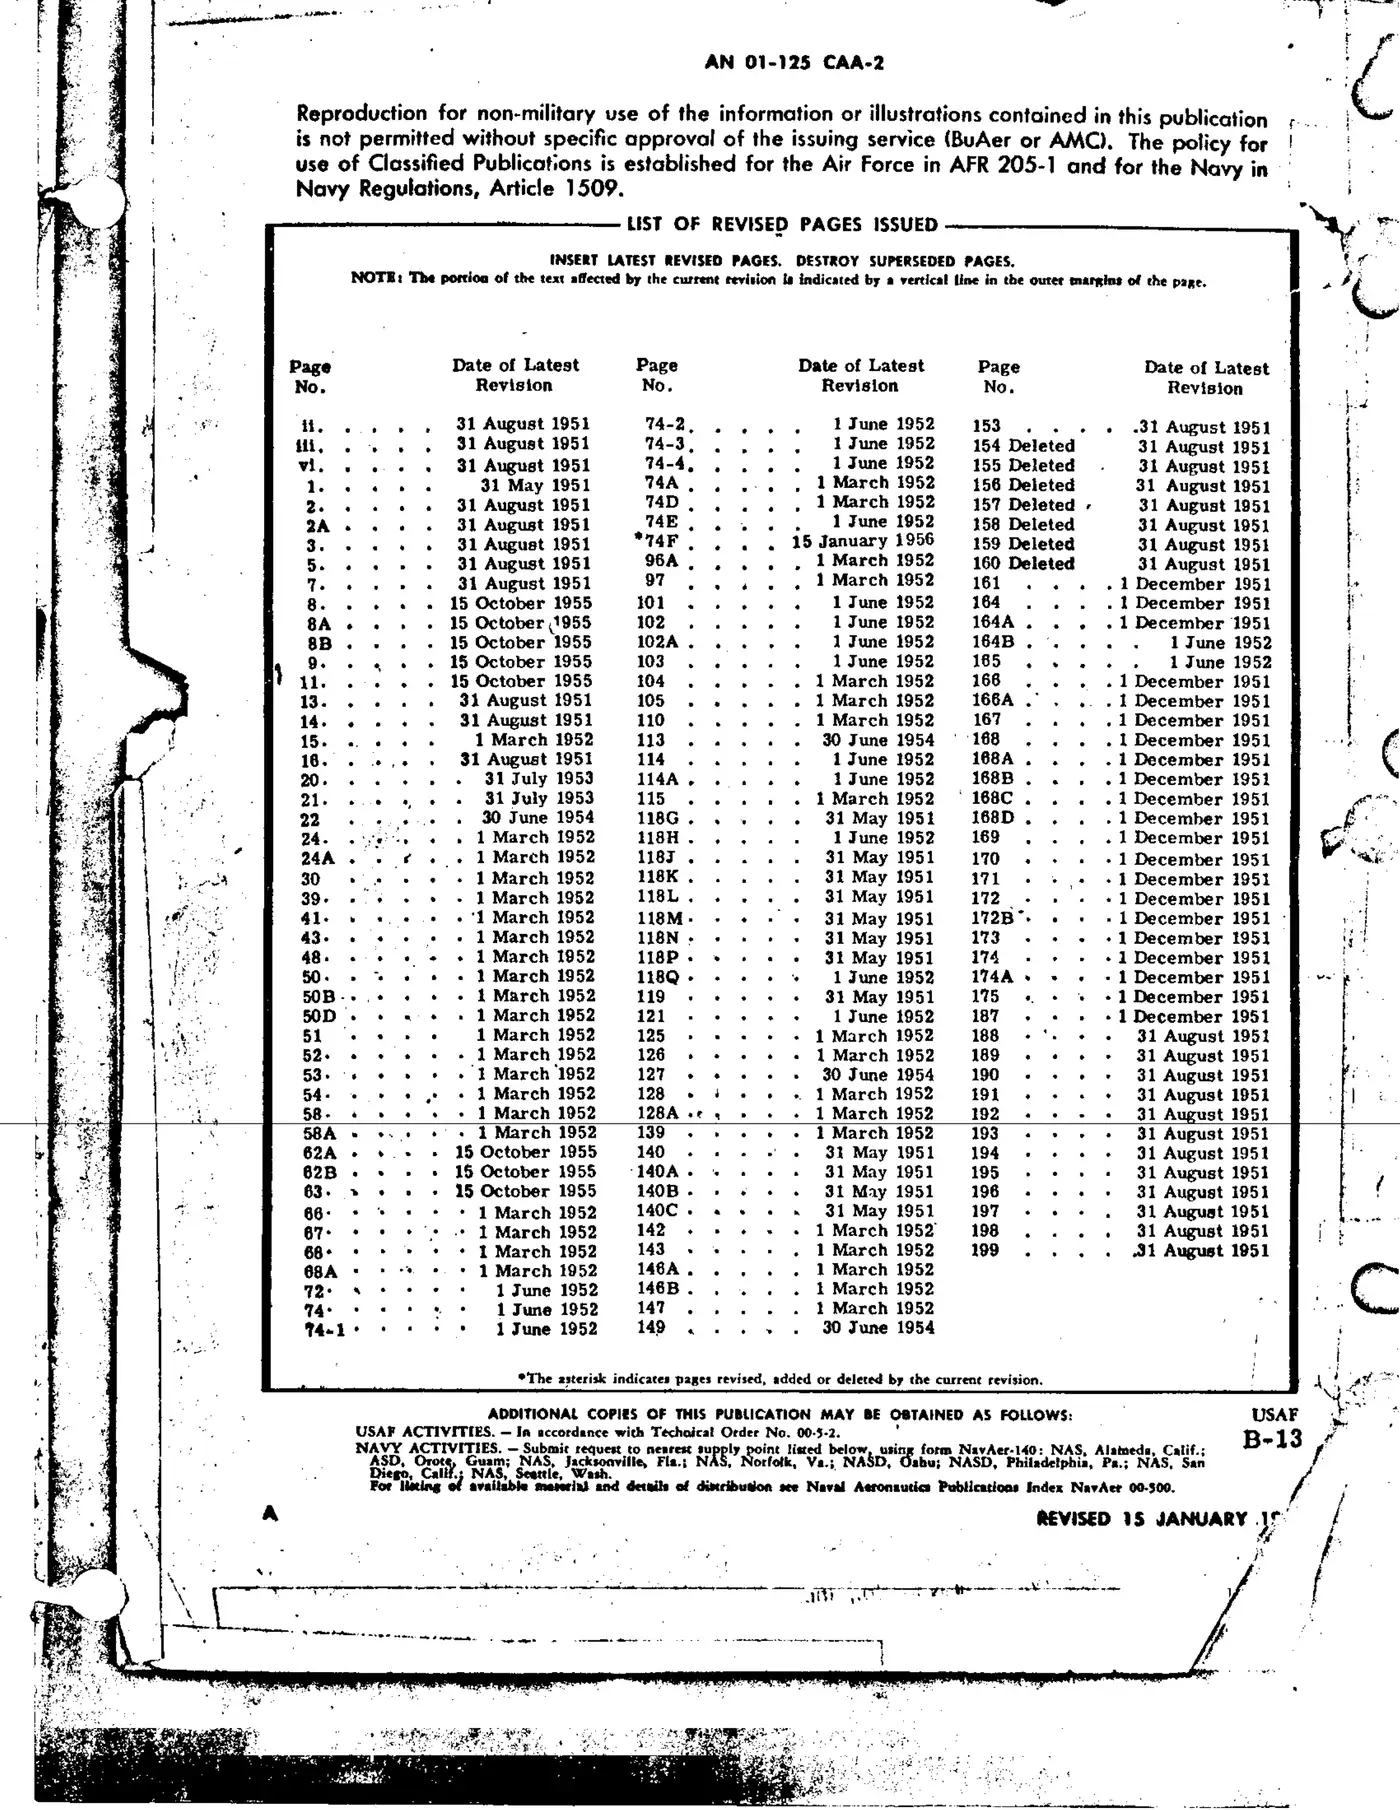 AN 01-125 CAA-2
Reproduction for non-military use of the information or illustrations contained in this publication
is not permitted without specific approval of the issuing service (BuAer or AMC). The policy for
use of Classified Publications is established for the Air Force in AFR 205-1 and for the Navy in
Navy Regulations, Article 1509.
LIST OF REVISED PAGES ISSUED
INSERT LATEST REVISED PAGES. DESTROY SUPERSEDED PAGES.
NOTE: The portion of the text affected by the current revision is indicated by a vertical line in the outer margins of the page.
Page Date of Latest
No. Revision
ii. . . . . . 31 August 1951
iii. . . . . . 31 August 1951
vi. . . . . . 31 August 1951
1. . . . . . 31 May 1951
2. . . . . . 31 August 1951
2A . . . . . 31 August 1951
3. . . . . . 31 August 1951
5. . . . . . 31 August 1951
7. . . . . . 31 August 1951
8. . . . . . 15 October 1955
8A . . . . . 15 October 1955
8B . . . . . 15 October 1955
9. . . . . . 15 October 1955
11. . . . . . 15 October 1955
13. . . . . . 31 August 1951
14. . . . . . 31 August 1951
15. . . . . . 1 March 1952
16. . . . . . 31 August 1951
20. . . . . . 31 July 1953
21. . . . . . 31 July 1953
22 . . . . . 30 June 1954
24. . . . . . 1 March 1952
24A . . . . . 1 March 1952
30 . . . . . 1 March 1952
39. . . . . . 1 March 1952
41. . . . . . 1 March 1952
43. . . . . . 1 March 1952
48. . . . . . 1 March 1952
50. . . . . . 1 March 1952
50B . . . . . 1 March 1952
50D . . . . . 1 March 1952
51 . . . . . 1 March 1952
52. . . . . . 1 March 1952
53. . . . . . 1 March 1952
54. . . . . . 1 March 1952
58. . . . . . 1 March 1952
58A . . . . . 1 March 1952
62A . . . . . 15 October 1955
62B . . . . . 15 October 1955
63. . . . . . 15 October 1955
66. . . . . . 1 March 1952
67. . . . . . 1 March 1952
68. . . . . . 1 March 1952
68A . . . . . 1 March 1952
72. . . . . . 1 June 1952
74. . . . . . 1 June 1952
74-1 . . . . . 1 June 1952
Page Date of Latest
No. Revision
74-2. . . . . . 1 June 1952
74-3. . . . . . 1 June 1952
74-4. . . . . . 1 June 1952
74A . . . . . 1 March 1952
74D . . . . . 1 March 1952
74E . . . . . 1 June 1952
*74F . . . . 15 January 1956
96A . . . . . 1 March 1952
97 . . . . . 1 March 1952
101 . . . . . 1 June 1952
102 . . . . . 1 June 1952
102A . . . . . 1 June 1952
103 . . . . . 1 June 1952
104 . . . . . 1 March 1952
105 . . . . . 1 March 1952
110 . . . . . 1 March 1952
113 . . . . . 30 June 1954
114 . . . . . 1 June 1952
114A . . . . . 1 June 1952
115 . . . . . 1 March 1952
118G . . . . . 31 May 1951
118H . . . . . 1 June 1952
118J . . . . . 31 May 1951
118K . . . . . 31 May 1951
118L . . . . . 31 May 1951
118M . . . . . 31 May 1951
118N . . . . . 31 May 1951
118P . . . . . 31 May 1951
118Q . . . . . 1 June 1952
119 . . . . . 31 May 1951
121 . . . . . 1 June 1952
125 . . . . . 1 March 1952
126 . . . . . 1 March 1952
127 . . . . . 30 June 1954
128 . . . . . 1 March 1952
128A . . . . . 1 March 1952
139 . . . . . 1 March 1952
140 . . . . . 31 May 1951
140A . . . . . 31 May 1951
140B . . . . . 31 May 1951
140C . . . . . 31 May 1951
142 . . . . . 1 March 1952
143 . . . . . 1 March 1952
146A . . . . . 1 March 1952
146B . . . . . 1 March 1952
147 . . . . . 1 March 1952
149 . . . . . 30 June 1954
Page Date of Latest
No. Revision
153 . . . . . 31 August 1951
154 Deleted 31 August 1951
155 Deleted 31 August 1951
156 Deleted 31 August 1951
157 Deleted 31 August 1951
158 Deleted 31 August 1951
159 Deleted 31 August 1951
160 Deleted 31 August 1951
161 . . . . 1 December 1951
164 . . . . 1 December 1951
164A . . . . 1 December 1951
164B . . . . . 1 June 1952
165 . . . . . 1 June 1952
166 . . . . 1 December 1951
166A . . . . 1 December 1951
167 . . . . 1 December 1951
168 . . . . 1 December 1951
168A . . . . 1 December 1951
168B . . . . 1 December 1951
168C . . . . 1 December 1951
168D . . . . 1 December 1951
169 . . . . 1 December 1951
170 . . . . 1 December 1951
171 . . . . 1 December 1951
172 . . . . 1 December 1951
172B . . . . 1 December 1951
173 . . . . 1 December 1951
174 . . . . 1 December 1951
174A . . . . 1 December 1951
175 . . . . 1 December 1951
187 . . . . 1 December 1951
188 . . . . 31 August 1951
189 . . . . 31 August 1951
190 . . . . 31 August 1951
191 . . . . 31 August 1951
192 . . . . 31 August 1951
193 . . . . 31 August 1951
194 . . . . 31 August 1951
195 . . . . 31 August 1951
196 . . . . 31 August 1951
197 . . . . 31 August 1951
198 . . . . 31 August 1951
199 . . . . 31 August 1951
*The asterisk indicates pages revised, added or deleted by the current revision.
ADDITIONAL COPIES OF THIS PUBLICATION MAY BE OBTAINED AS FOLLOWS:
USAF ACTIVITIES. — In accordance with Technical Order No. 00-5-2.
NAVY ACTIVITIES. — Submit request to nearest supply point listed below, using form NavAer-140: NAS, Alameda, Calif.;
ASD, Orote, Guam; NAS, Jacksonville, Fla.; NAS, Norfolk, Va.; NASD, Oahu; NASD, Philadelphia, Pa.; NAS, San
Diego, Calif.; NAS, Seattle, Wash.
For listing of available material and details of distribution see Naval Aeronautics Publications Index NavAer 00-500.
USAF
B-13
A
REVISED 15 JANUARY